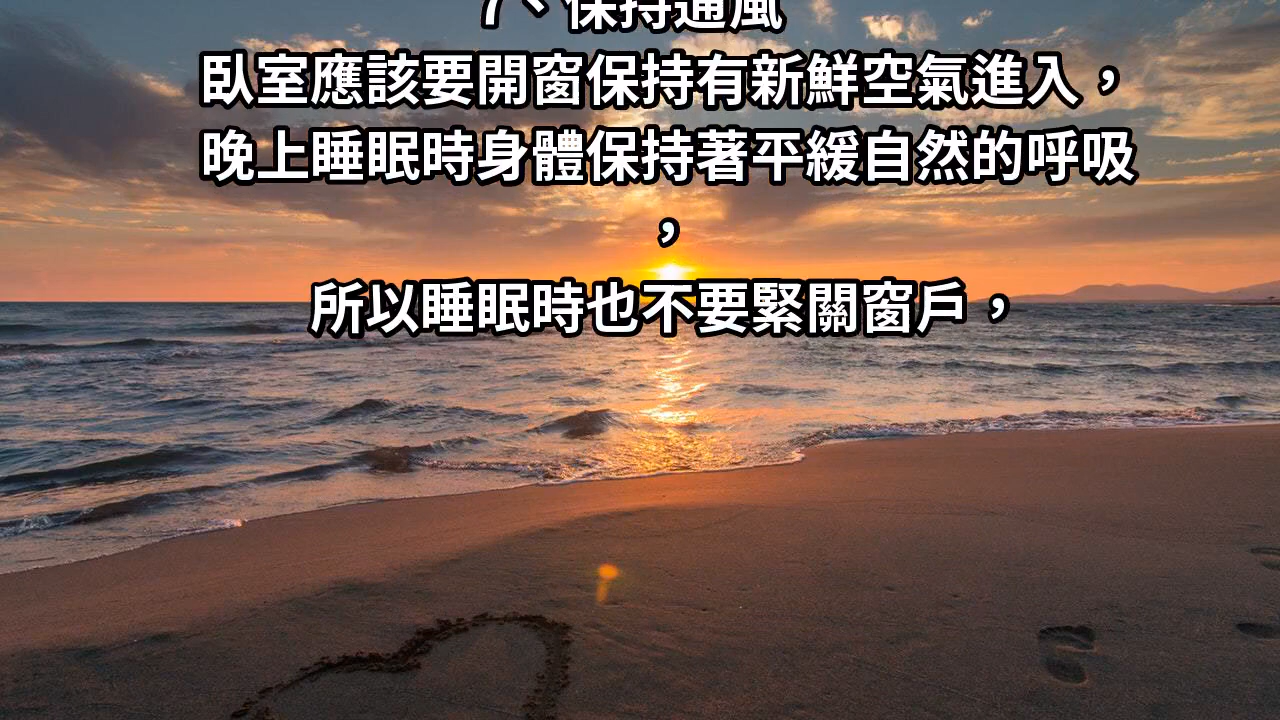 7、保持通風
臥室應該要開窗保持有新鮮空氣進入，
晚上睡眠時身體保持著平緩自然的呼吸
，
所以睡眠時也不要緊關窗戶，